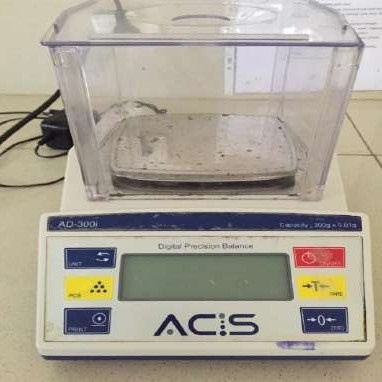 AD-300i
Capacity : 300g x 0.01g
Digital Precision Balance
UNIT
PCS
TARE
PRINT
ZERO
ACIS